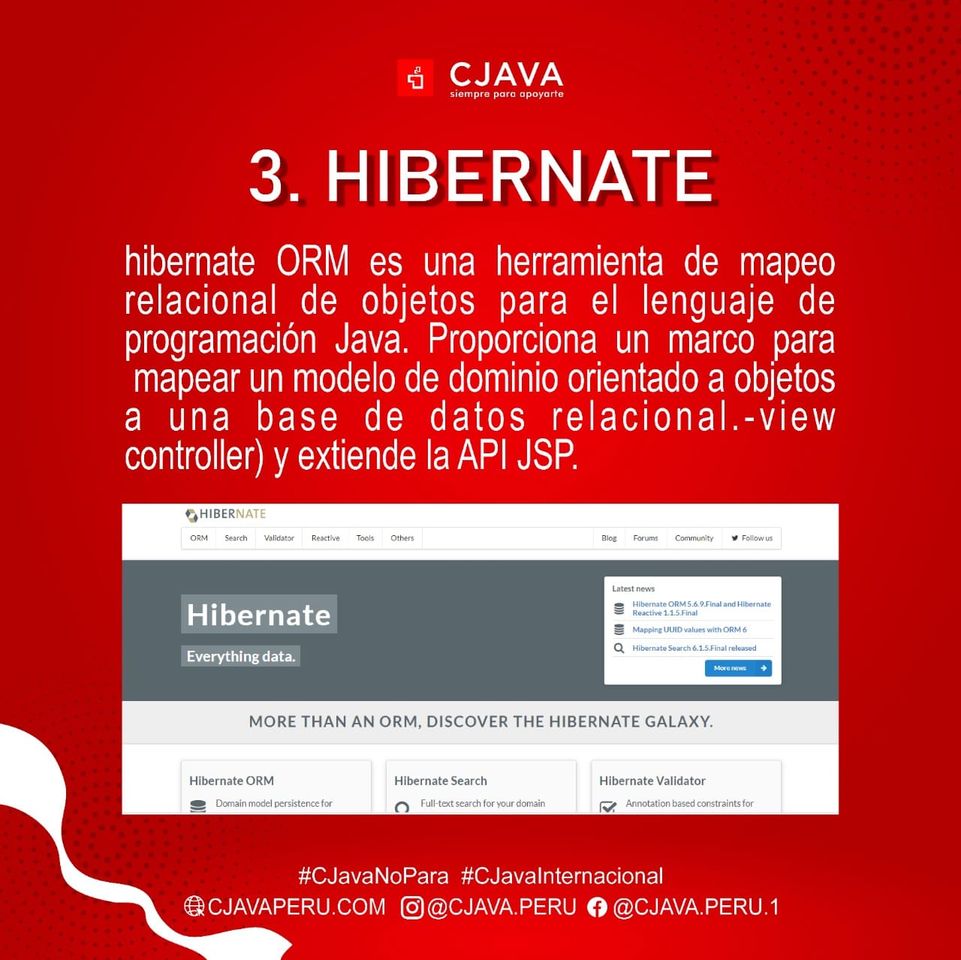 CJAVA
siempre para apoyarte
3. HIBERNATE
hibernate ORM es una herramienta de mapeo
relacional de objetos para el lenguaje de
programación Java. Proporciona un marco para
mapear un modelo de dominio orientado a objetos
a una base de datos relacional.-view
controller) y extiende la API JSP.
HIBERNATE
ORM Search Validator Reactive Tools Others Blog Forums Community Follow us
Hibernate
Everything data.
Latest news
Hibernate ORM 5.6.9.Final and Hibernate
Reactive 1.1.5.Final
Mapping UUID values with ORM 6
Hibernate Search 6.1.5.Final released
More news
MORE THAN AN ORM, DISCOVER THE HIBERNATE GALAXY.
Hibernate ORM Hibernate Search Hibernate Validator
Domain model persistence for Full-text search for your domain Annotation based constraints for
#CJavaNoPara #CJavaInternacional
CJAVAPERU.COM @CJAVA.PERU @CJAVA.PERU.1